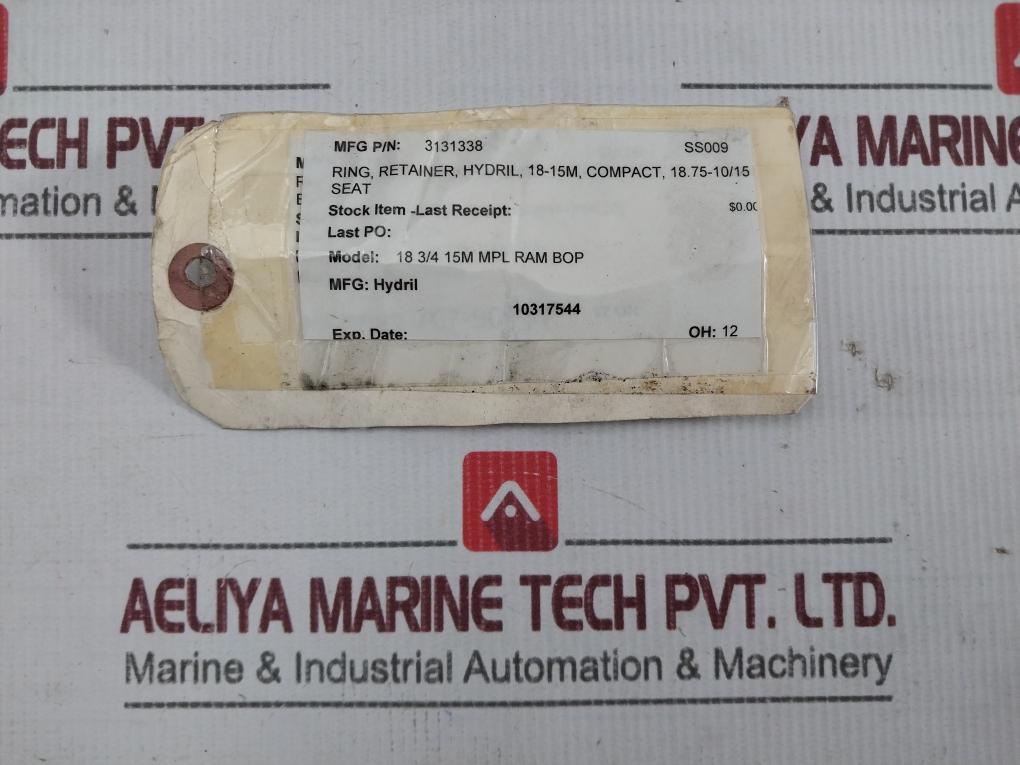 ECH PVT
mation &
MFG P/N: 3131338 SS009
RING, RETAINER, HYDRIL, 18-15M, COMPACT, 18.75-10/15
SEAT
Stock Item -Last Receipt: $0.00
Last PO:
Model: 18 3/4 15M MPL RAM BOP
MFG: Hydril
10317544
Exp. Date: OH: 12
YA MARINE
& Industrial A
AELIYA MARINE TECH PVT. LTD.
Marine & Industrial Automation & Machinery